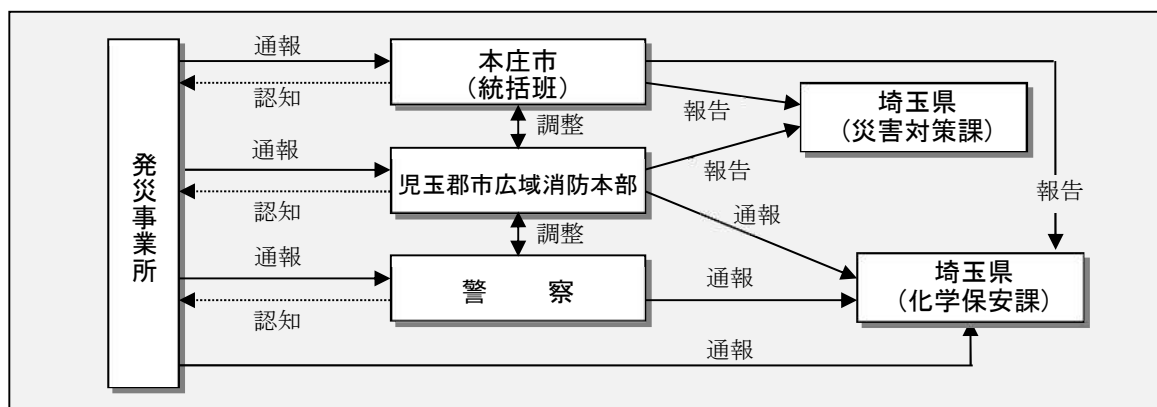 発災事業所
通報
認知
本庄市
（統括班）
報告
調整
埼玉県
（災害対策課）
通報
認知
児玉郡市広域消防本部
報告
通報
報告
調整
通報
認知
警　　察
通報
埼玉県
（化学保安課）
通報